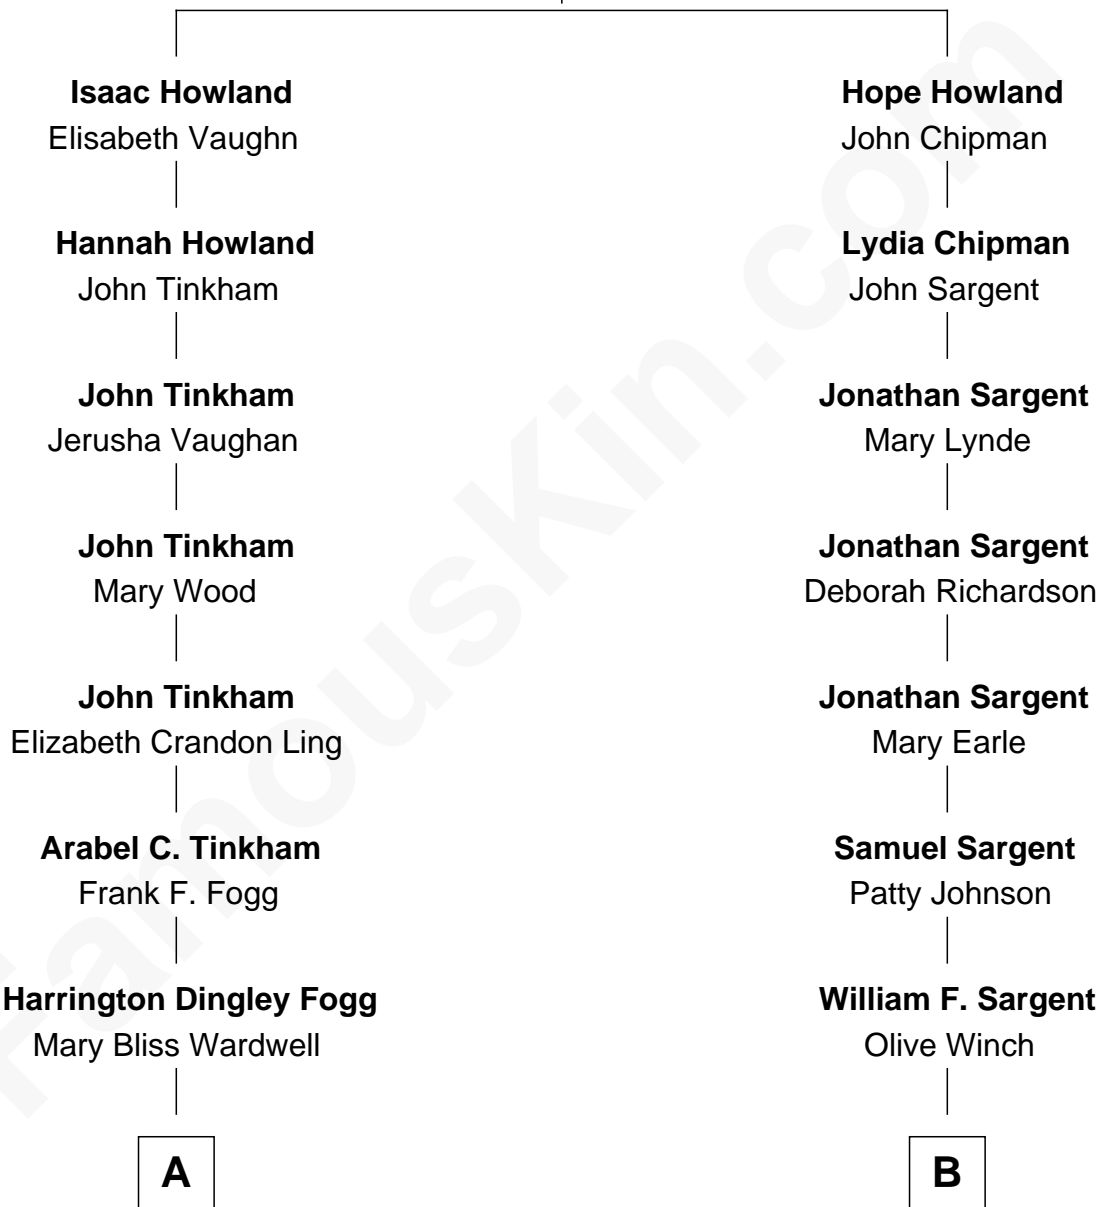 Isaac Howland
Elisabeth Vaughn
Hannah Howland
John Tinkham
John Tinkham
Jerusha Vaughan
John Tinkham
Mary Wood
John Tinkham
Elizabeth Crandon Ling
Arabel C. Tinkham
Frank F. Fogg
Harrington Dingley Fogg
Mary Bliss Wardwell
A
Hope Howland
John Chipman
Lydia Chipman
John Sargent
Jonathan Sargent
Mary Lynde
Jonathan Sargent
Deborah Richardson
Jonathan Sargent
Mary Earle
Samuel Sargent
Patty Johnson
William F. Sargent
Olive Winch
B
FamousKin.com